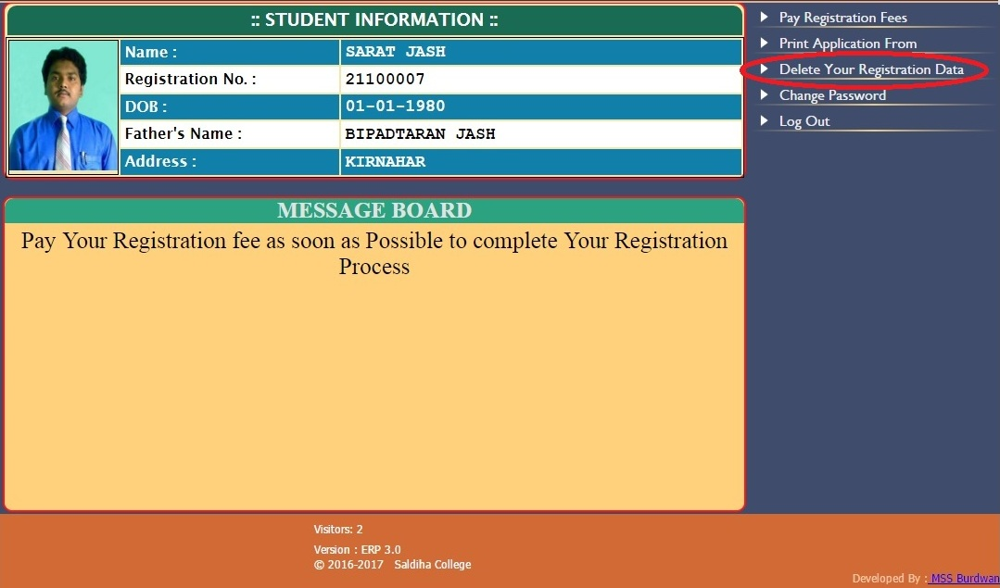 :: STUDENT INFORMATION ::
Name : SARAT JASH
Registration No. : 21100007
DOB : 01-01-1980
Father's Name : BIPADTARAN JASH
Address : KIRNAHAR
MESSAGE BOARD
Pay Your Registration fee as soon as Possible to complete Your Registration
Process
Pay Registration Fees
Print Application From
Delete Your Registration Data
Change Password
Log Out
Visitors: 2
Version : ERP 3.0
© 2016-2017 Saldiha College
Developed By : MSS Burdwan